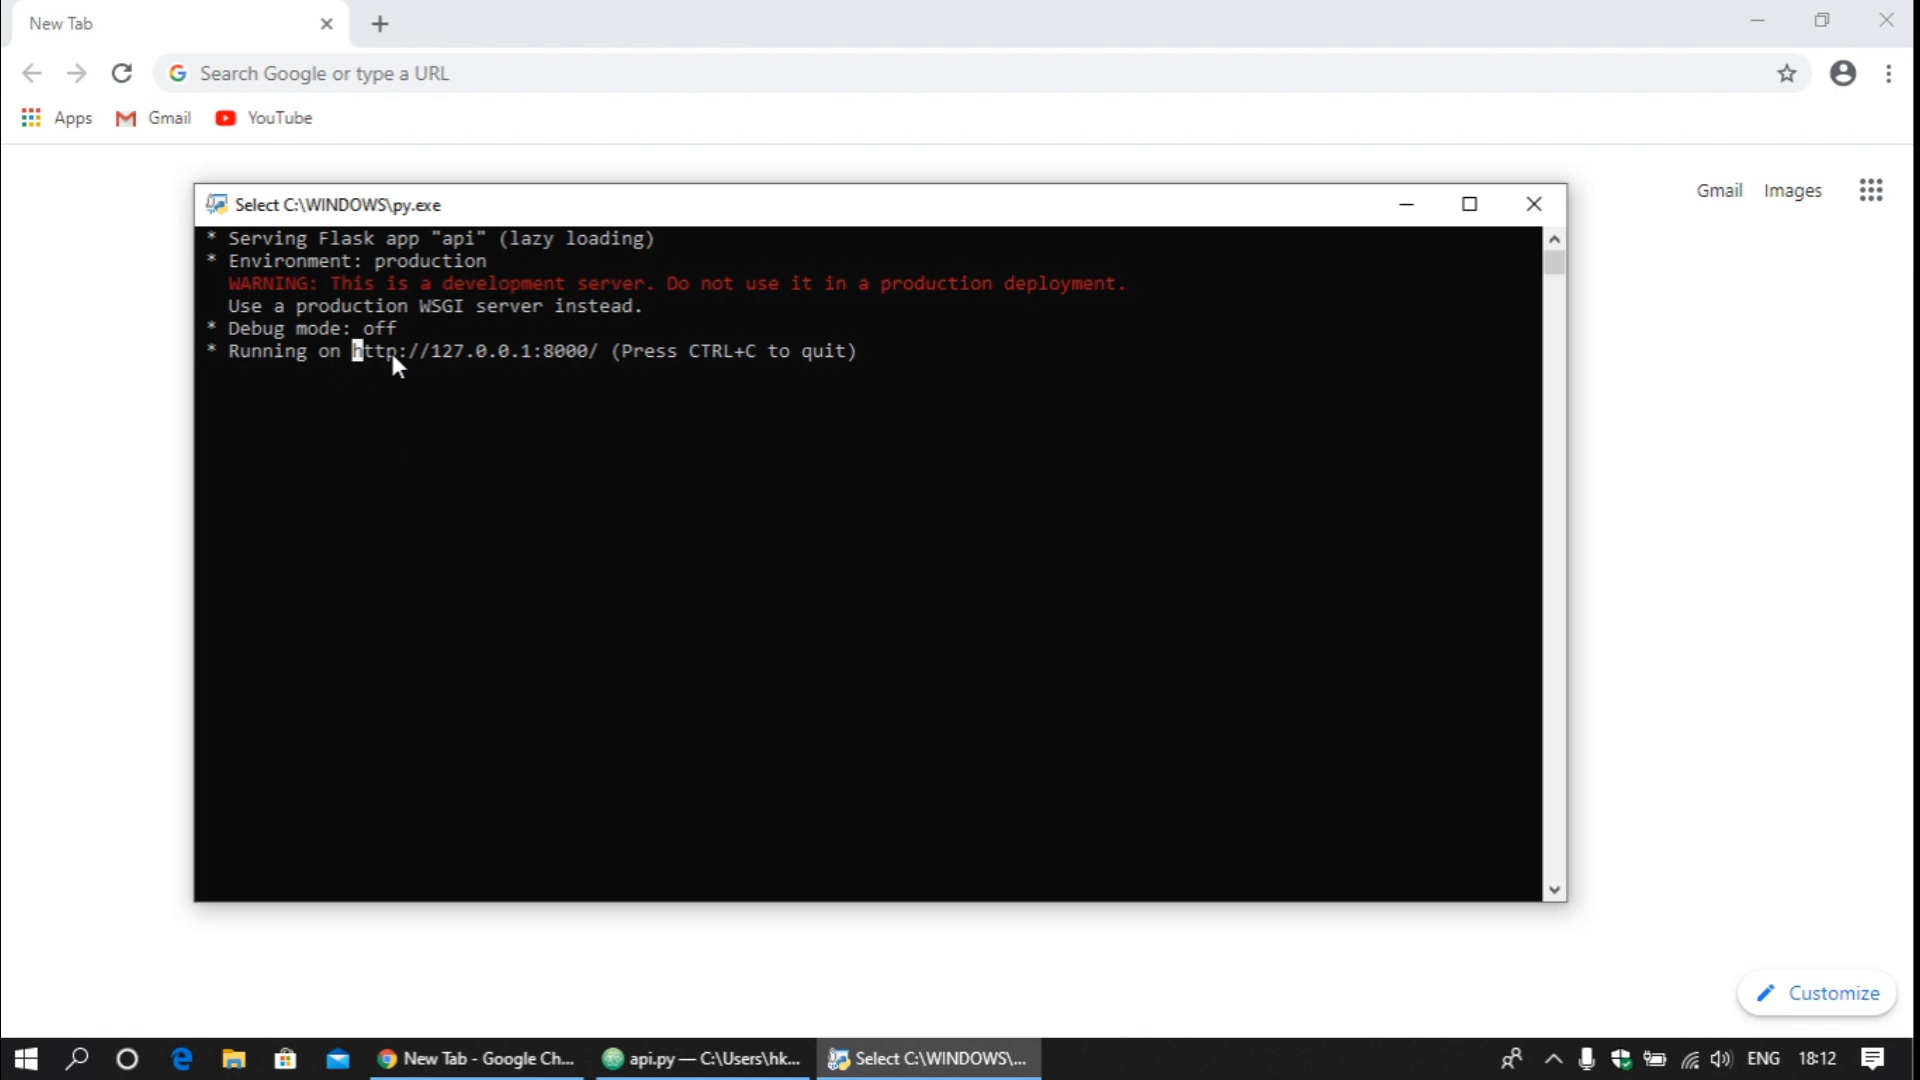 New Tab
Search Google or type a URL
Apps Gmail YouTube
Gmail Images
Select C:\WINDOWS\py.exe
* Serving Flask app "api" (lazy loading)
* Environment: production
WARNING: This is a development server. Do not use it in a production deployment.
Use a production WSGI server instead.
* Debug mode: off
* Running on http://127.0.0.1:8000/ (Press CTRL+C to quit)
Customize
New Tab - Google Ch... api.py — C:\Users\hk... Select C:\WINDOWS\... ENG 18:12